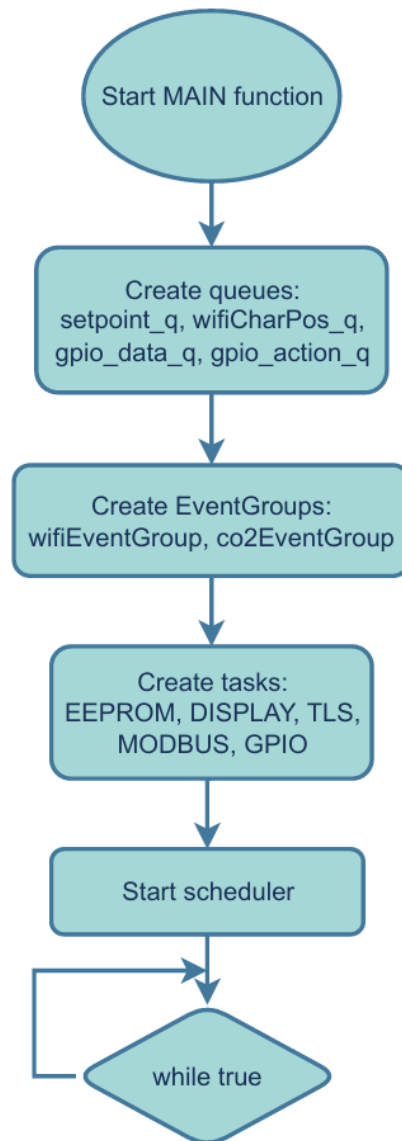 Start MAIN function
Create queues:
setpoint_q, wifiCharPos_q,
gpio_data_q, gpio_action_q
Create EventGroups:
wifiEventGroup, co2EventGroup
Create tasks:
EEPROM, DISPLAY, TLS,
MODBUS, GPIO
Start scheduler
while true